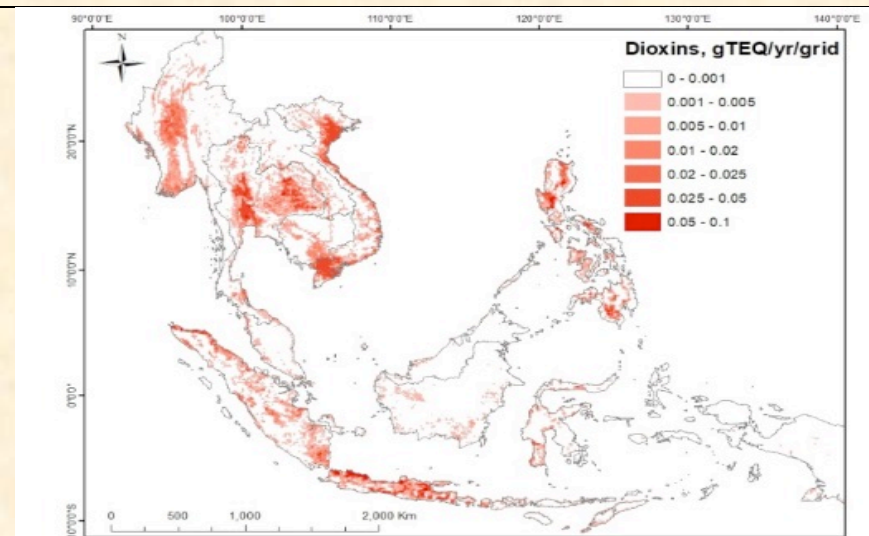 90°0'0"E 100°0'0"E 110°0'0"E 120°0'0"E 130°0'0"E 140°0'0"E
N
Dioxins, gTEQ/yr/grid
0 - 0.001
0.001 - 0.005
0.005 - 0.01
0.01 - 0.02
0.02 - 0.025
0.025 - 0.05
0.05 - 0.1
20°0'0"N
10°0'0"N
0°0'0"
0 500 1,000 2,000 Km